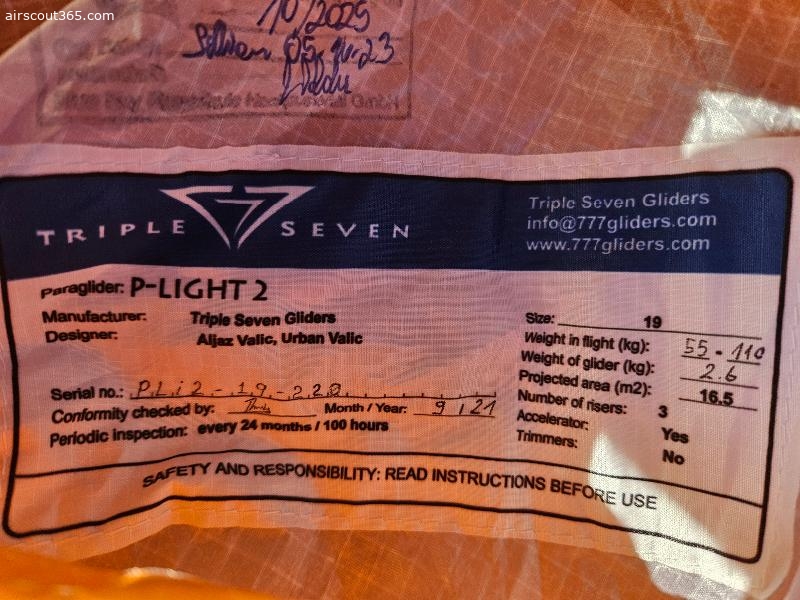 airscout365.com
10/2025
TRIPLE SEVEN
Triple Seven Gliders
info@777gliders.com
www.777gliders.com
Paraglider: P-LIGHT 2
Manufacturer: Triple Seven Gliders
Designer: Aljaz Valic, Urban Valic
Serial no.: PLi2-19-220
Conformity checked by:
Month / Year: 9 / 21
Periodic inspection: every 24 months / 100 hours
Size: 19
Weight in flight (kg): 55 - 110
Weight of glider (kg): 2.6
Projected area (m2): 16.5
Number of risers: 3
Accelerator: Yes
Trimmers: No
SAFETY AND RESPONSIBILITY: READ INSTRUCTIONS BEFORE USE